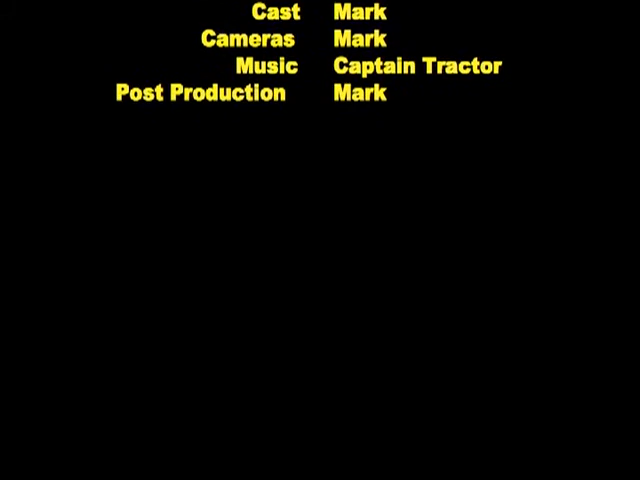 Cast Mark
Cameras Mark
Music Captain Tractor
Post Production Mark